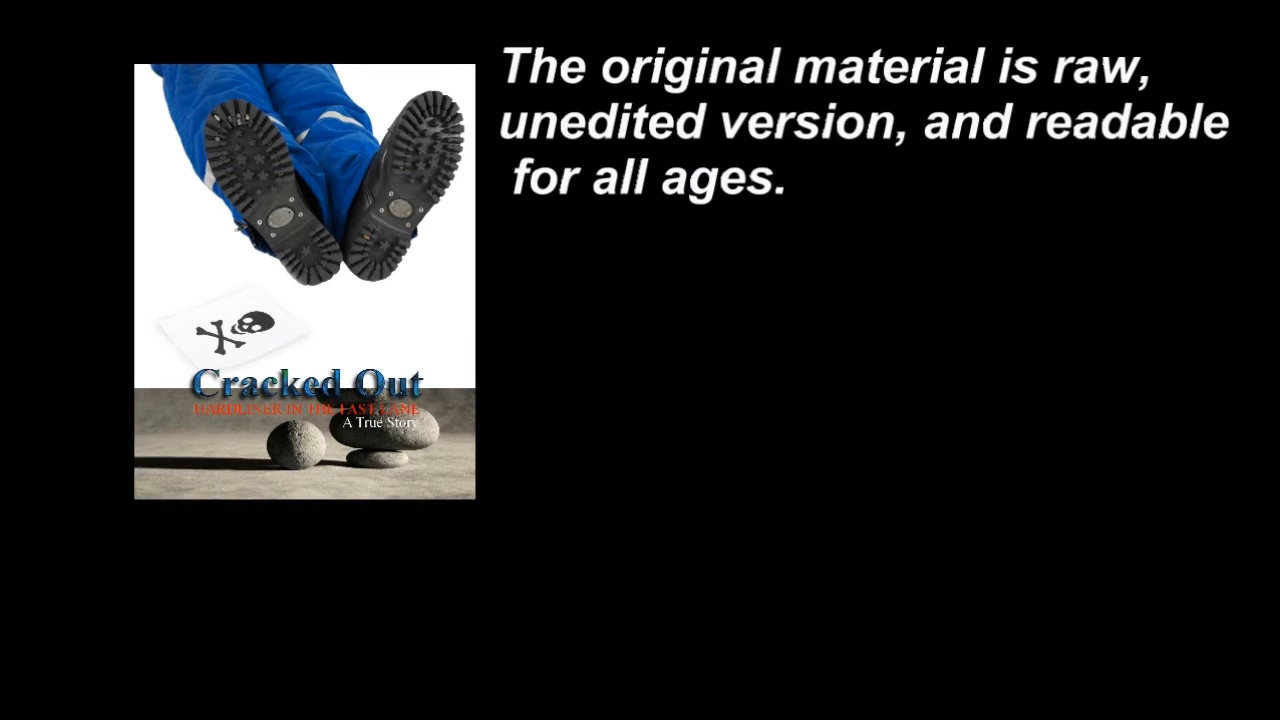 The original material is raw,
unedited version, and readable
for all ages.
Cracked Out
HARDLINER IN THE FAST LANE
A True Story